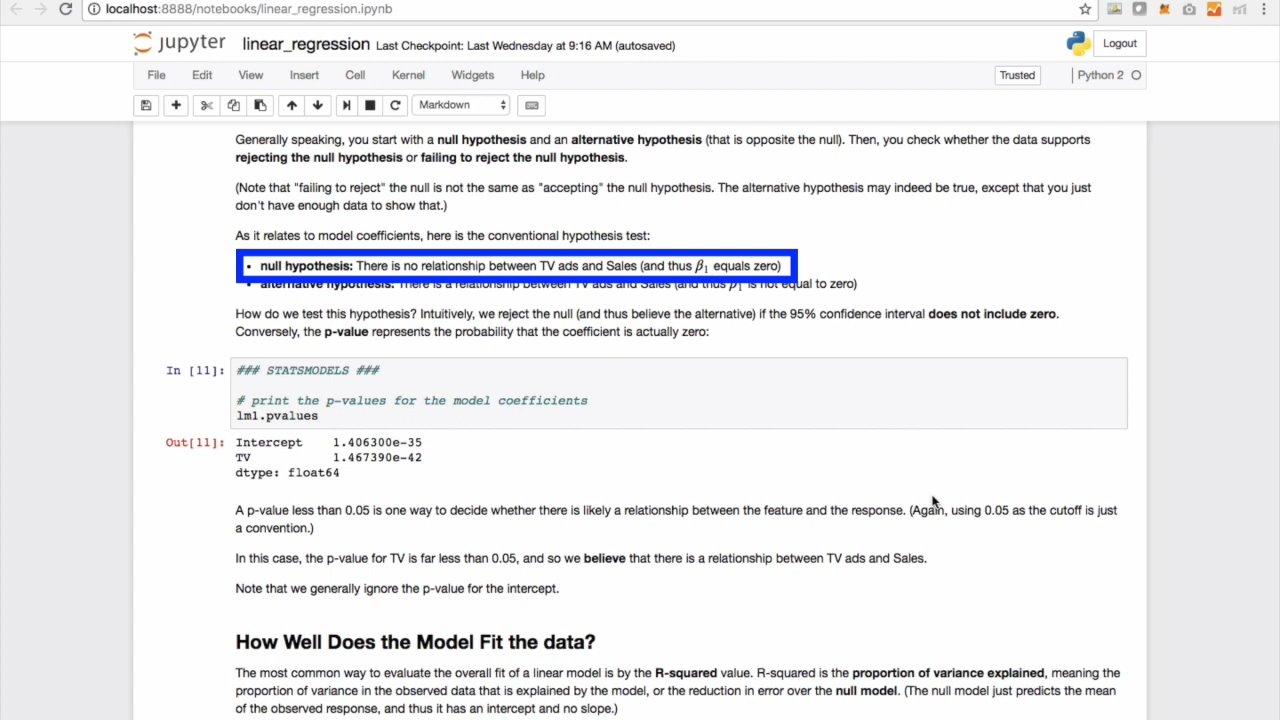 localhost:8888/notebooks/linear_regression.ipynb
jupyter linear_regression Last Checkpoint: Last Wednesday at 9:16 AM (autosaved) Logout
File Edit View Insert Cell Kernel Widgets Help Trusted Python 2
Markdown
Generally speaking, you start with a null hypothesis and an alternative hypothesis (that is opposite the null). Then, you check whether the data supports
rejecting the null hypothesis or failing to reject the null hypothesis.
(Note that "failing to reject" the null is not the same as "accepting" the null hypothesis. The alternative hypothesis may indeed be true, except that you just
don't have enough data to show that.)
As it relates to model coefficients, here is the conventional hypothesis test:
• null hypothesis: There is no relationship between TV ads and Sales (and thus β₁ equals zero)
• alternative hypothesis: There is a relationship between TV ads and Sales (and thus β₁ is not equal to zero)
How do we test this hypothesis? Intuitively, we reject the null (and thus believe the alternative) if the 95% confidence interval does not include zero.
Conversely, the p-value represents the probability that the coefficient is actually zero:
In [11]: ### STATSMODELS ###
# print the p-values for the model coefficients
lm1.pvalues
Out[11]: Intercept 1.406300e-35
TV 1.467390e-42
dtype: float64
A p-value less than 0.05 is one way to decide whether there is likely a relationship between the feature and the response. (Again, using 0.05 as the cutoff is just
a convention.)
In this case, the p-value for TV is far less than 0.05, and so we believe that there is a relationship between TV ads and Sales.
Note that we generally ignore the p-value for the intercept.
How Well Does the Model Fit the data?
The most common way to evaluate the overall fit of a linear model is by the R-squared value. R-squared is the proportion of variance explained, meaning the
proportion of variance in the observed data that is explained by the model, or the reduction in error over the null model. (The null model just predicts the mean
of the observed response, and thus it has an intercept and no slope.)